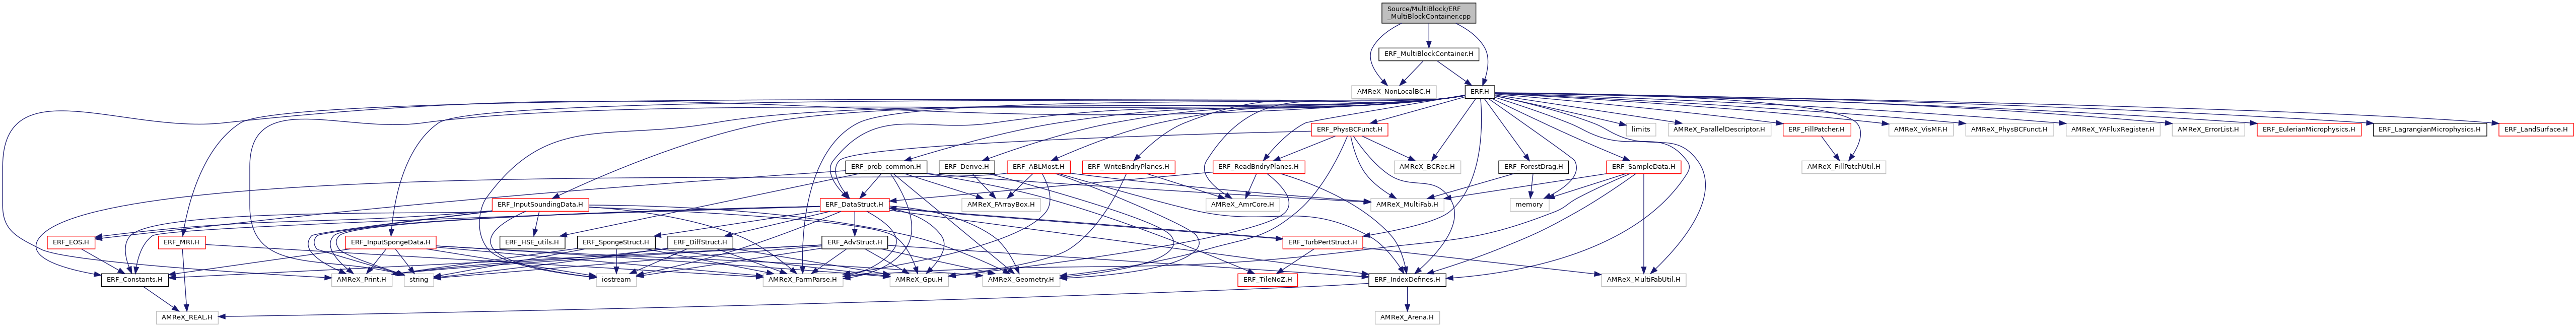 Source/MultiBlock/ERF
_MultiBlockContainer.cpp
ERF_MultiBlockContainer.H
AMReX_NonLocalBC.H
ERF.H
ERF_PhysBCFunct.H
limits
AMReX_ParallelDescriptor.H
ERF_FillPatcher.H
AMReX_VisMF.H
AMReX_PhysBCFunct.H
AMReX_YAFluxRegister.H
AMReX_ErrorList.H
ERF_EulerianMicrophysics.H
ERF_LagrangianMicrophysics.H
ERF_LandSurface.H
ERF_prob_common.H
ERF_Derive.H
ERF_ABLMost.H
ERF_WriteBndryPlanes.H
ERF_ReadBndryPlanes.H
AMReX_BCRec.H
ERF_ForestDrag.H
ERF_SampleData.H
AMReX_FillPatchUtil.H
ERF_InputSoundingData.H
ERF_DataStruct.H
AMReX_FArrayBox.H
AMReX_AmrCore.H
AMReX_MultiFab.H
memory
ERF_EOS.H
ERF_MRI.H
ERF_InputSpongeData.H
ERF_HSE_utils.H
ERF_SpongeStruct.H
ERF_DiffStruct.H
ERF_AdvStruct.H
ERF_TurbPertStruct.H
ERF_Constants.H
AMReX_Print.H
string
iostream
AMReX_ParmParse.H
AMReX_Gpu.H
AMReX_Geometry.H
ERF_TileNoZ.H
ERF_IndexDefines.H
AMReX_MultiFabUtil.H
AMReX_REAL.H
AMReX_Arena.H